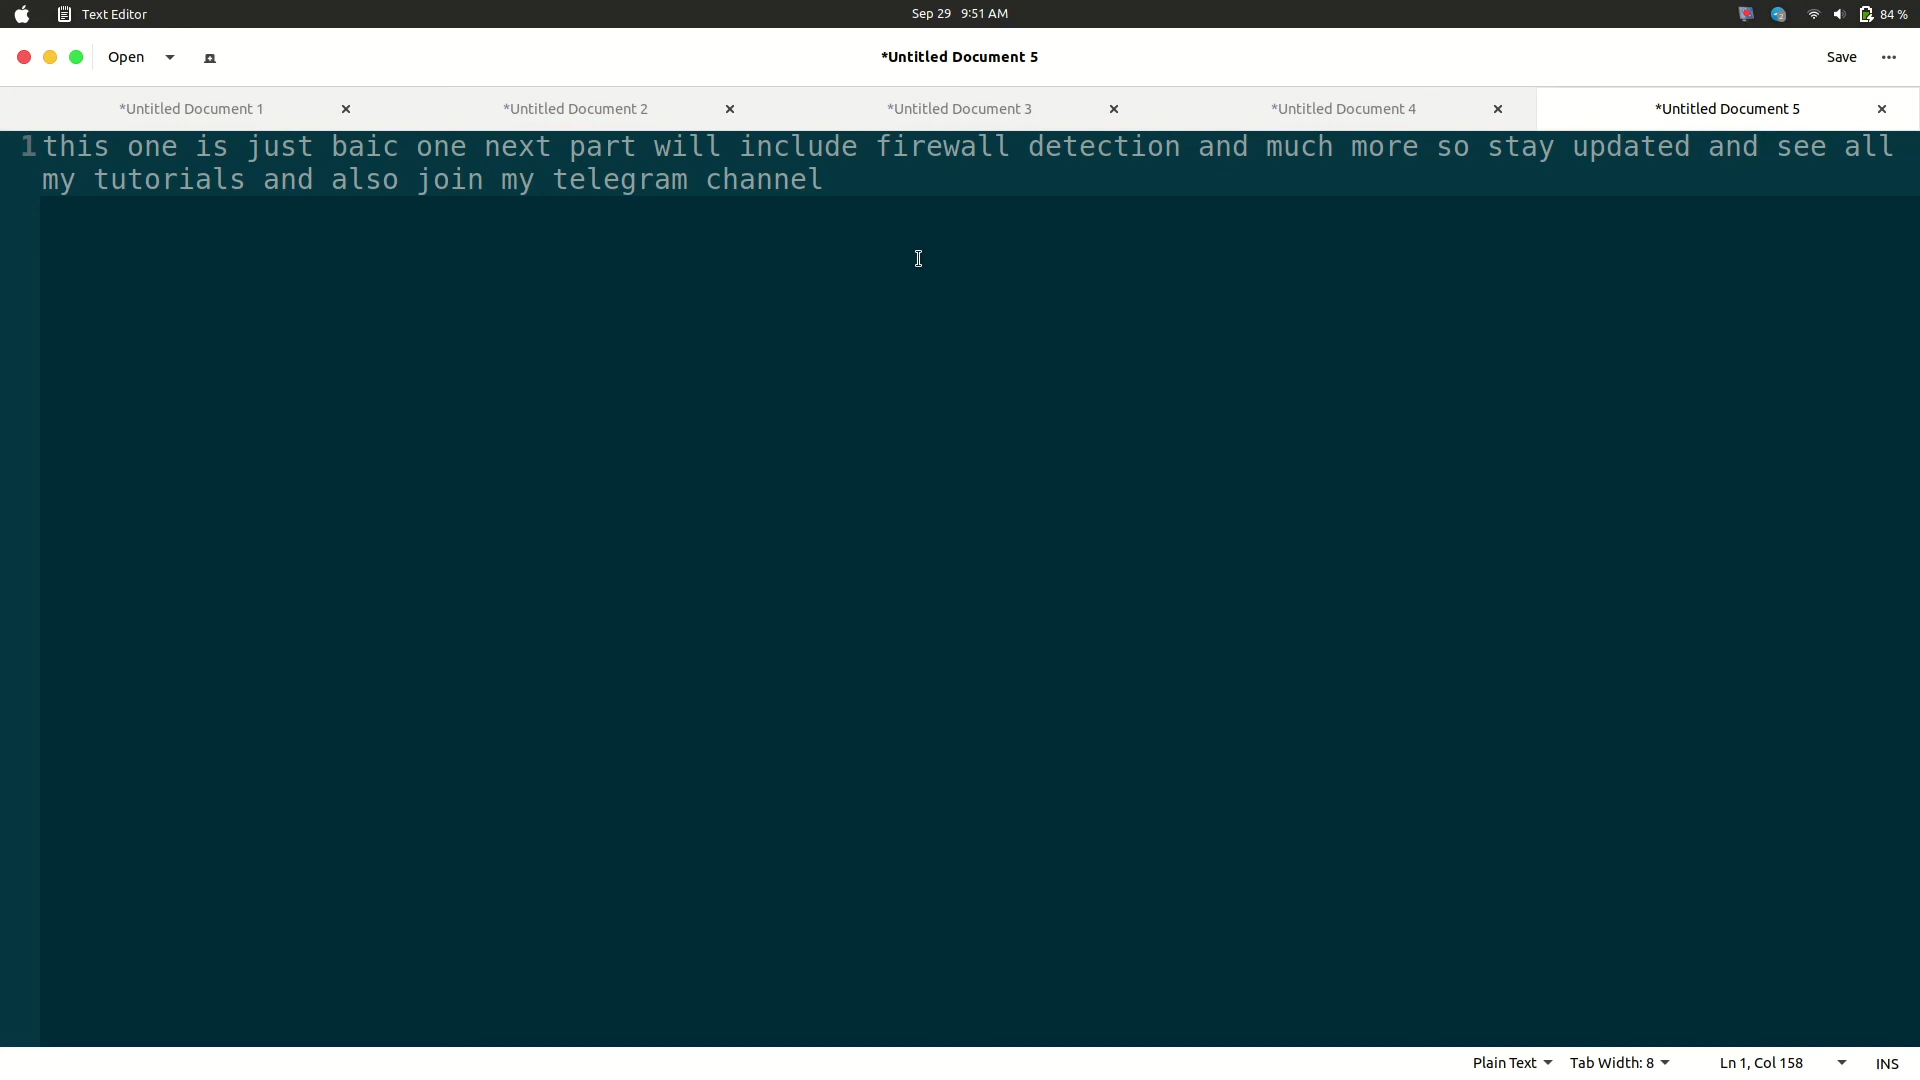 Text Editor
Sep 29 9:51 AM
84 %
Open
*Untitled Document 5
Save
*Untitled Document 1
*Untitled Document 2
*Untitled Document 3
*Untitled Document 4
*Untitled Document 5
1
this one is just baic one next part will include firewall detection and much more so stay updated and see all
my tutorials and also join my telegram channel
Plain Text
Tab Width: 8
Ln 1, Col 158
INS